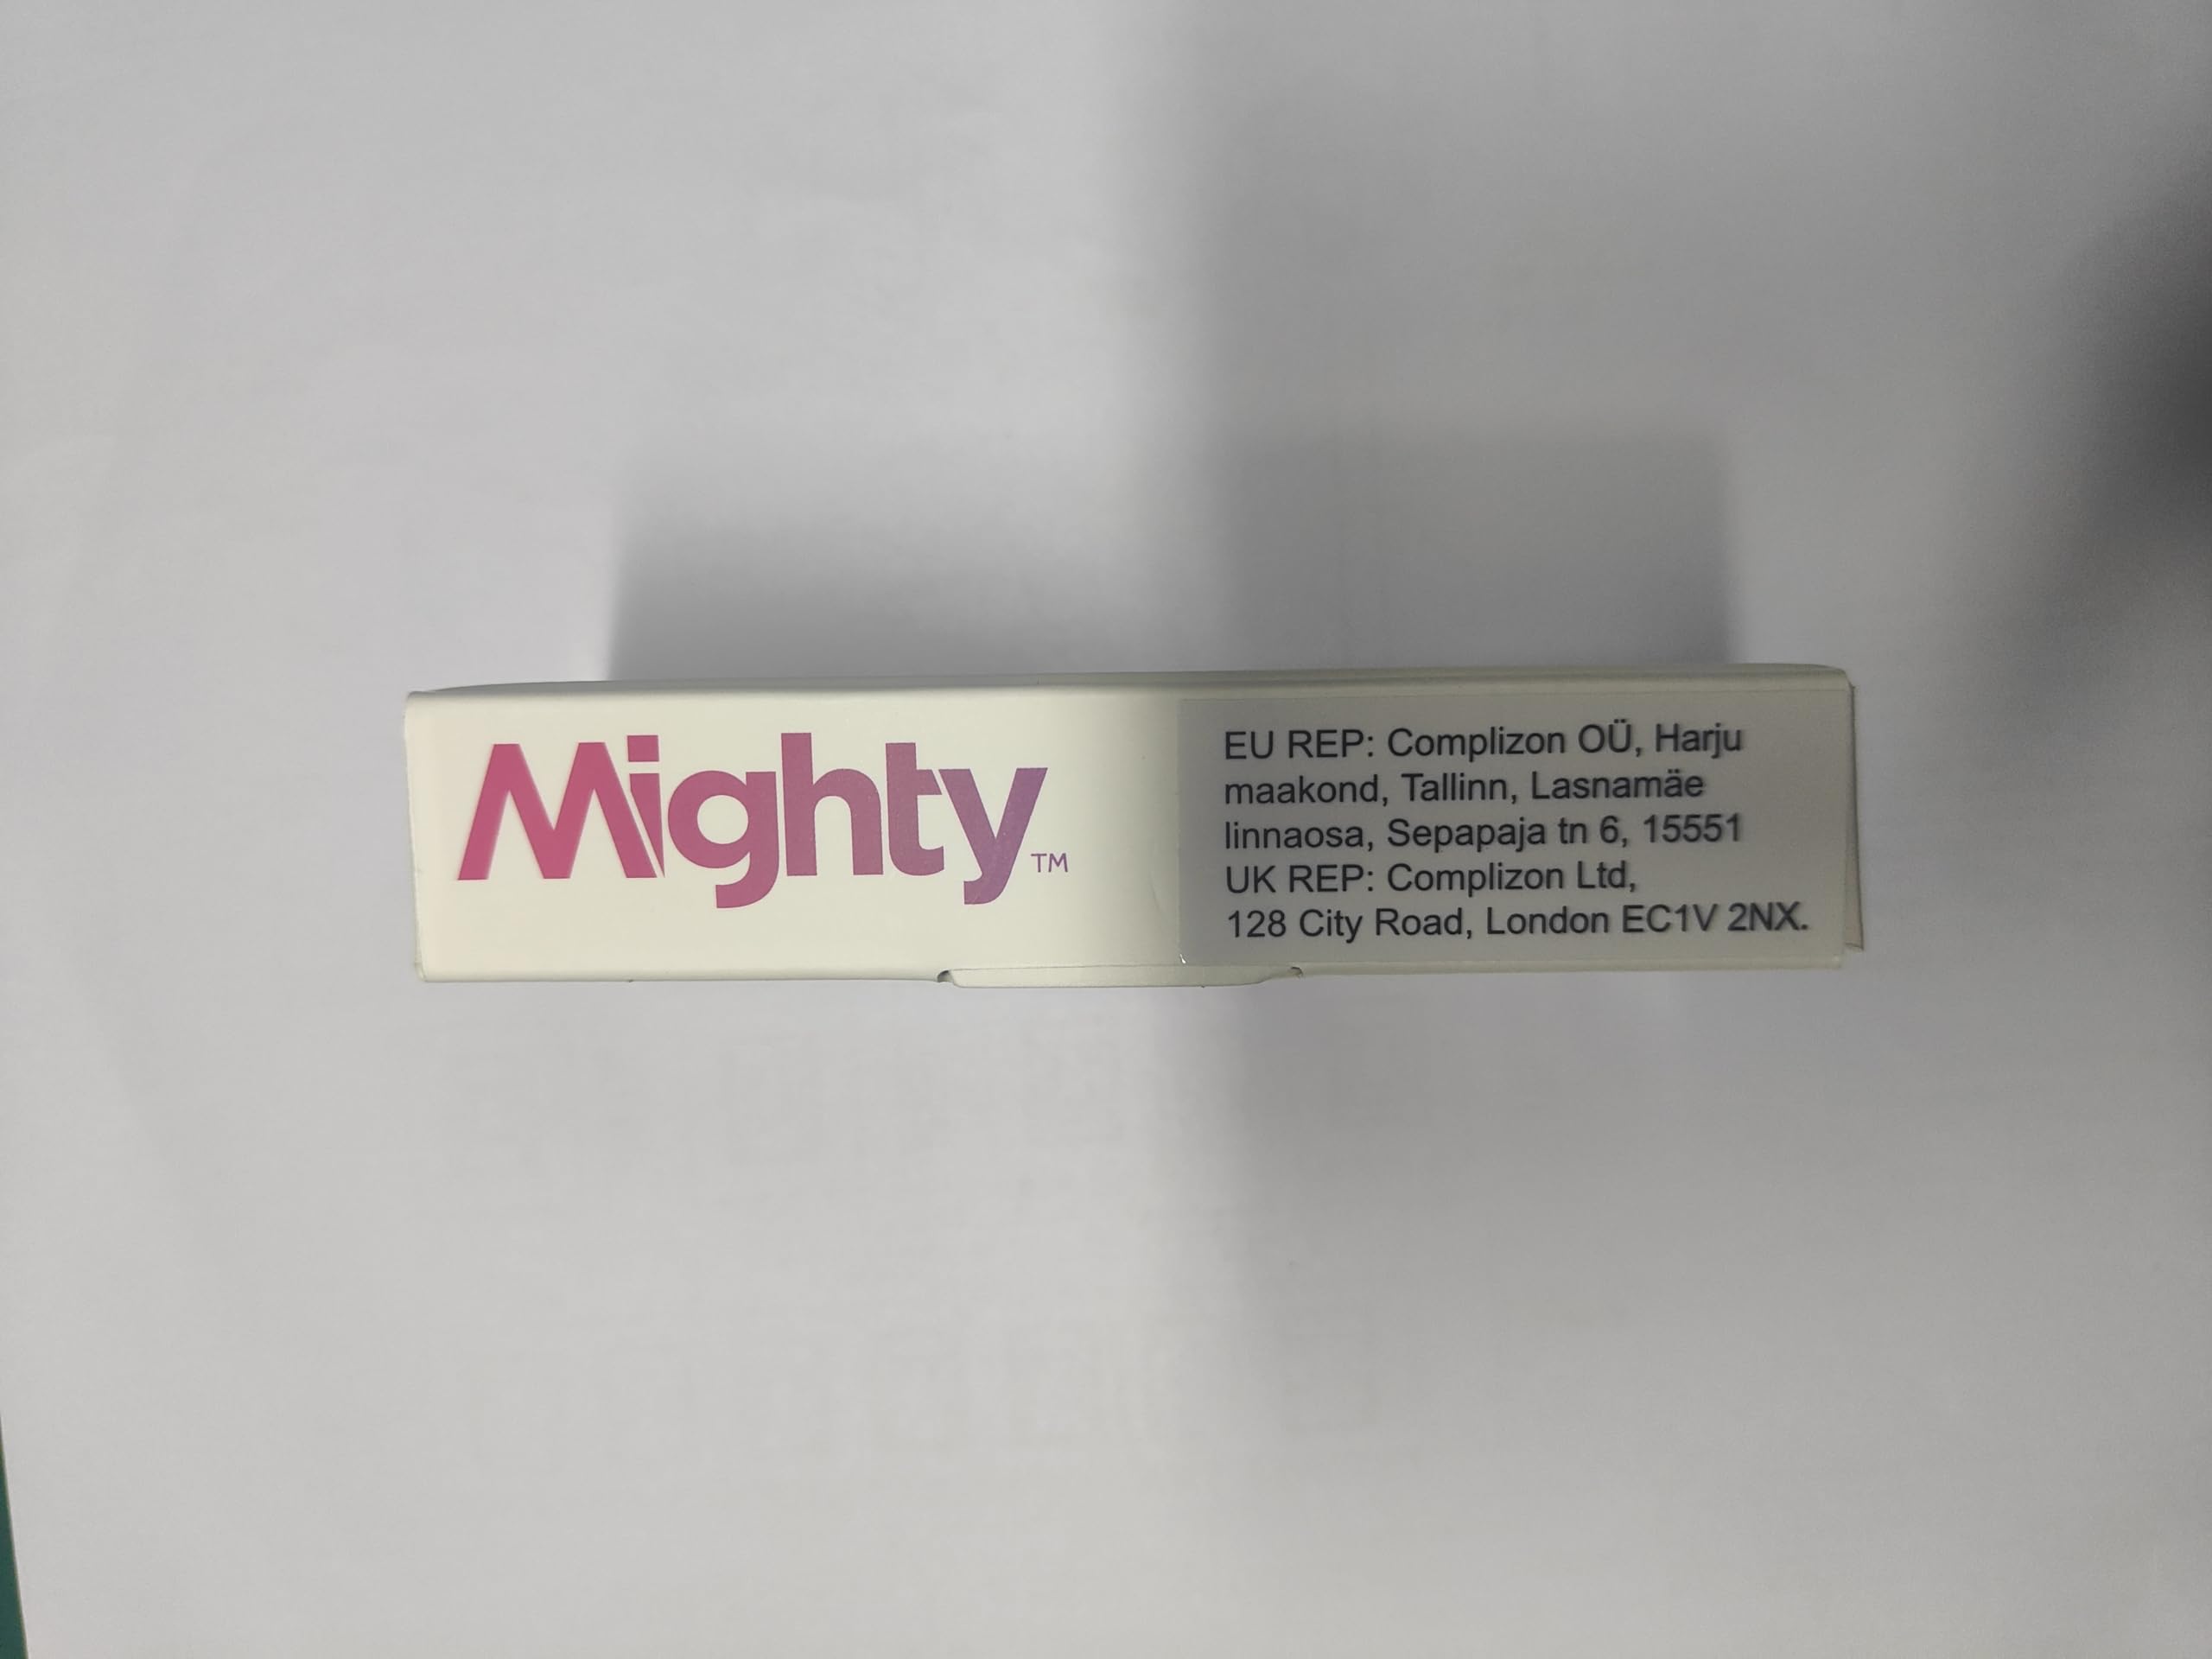 Mighty™
EU REP: Complizon OÜ, Harju
maakond, Tallinn, Lasnamäe
linnaosa, Sepapaja tn 6, 15551
UK REP: Complizon Ltd,
128 City Road, London EC1V 2NX.